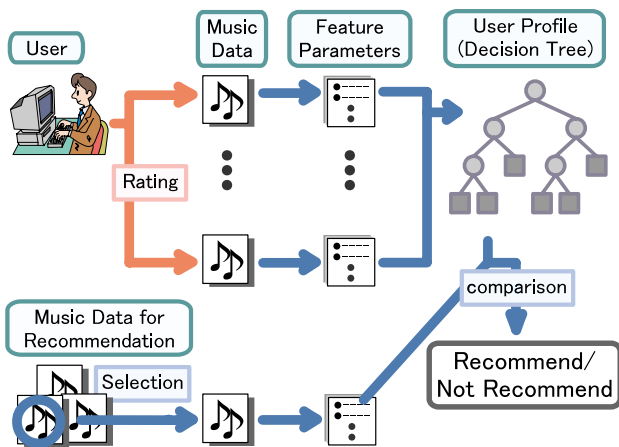 User
Music
Data
Feature
Parameters
User Profile
(Decision Tree)
Rating
comparison
Music Data for
Recommendation
Selection
Recommend/
Not Recommend